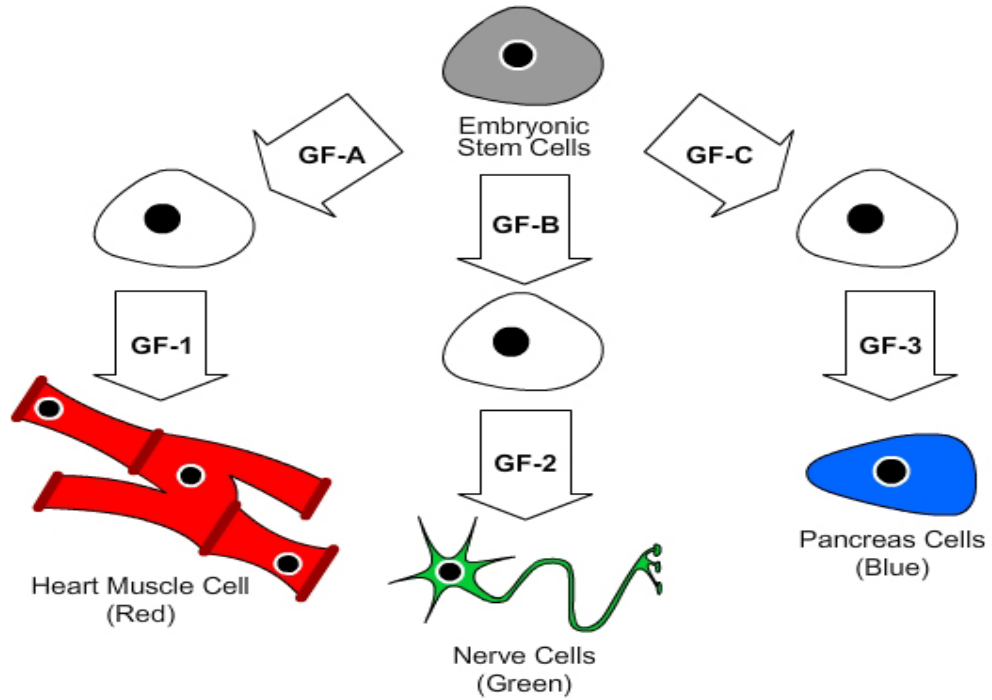 Embryonic
Stem Cells
GF-A
GF-B
GF-C
GF-1
GF-2
GF-3
Heart Muscle Cell
(Red)
Nerve Cells
(Green)
Pancreas Cells
(Blue)